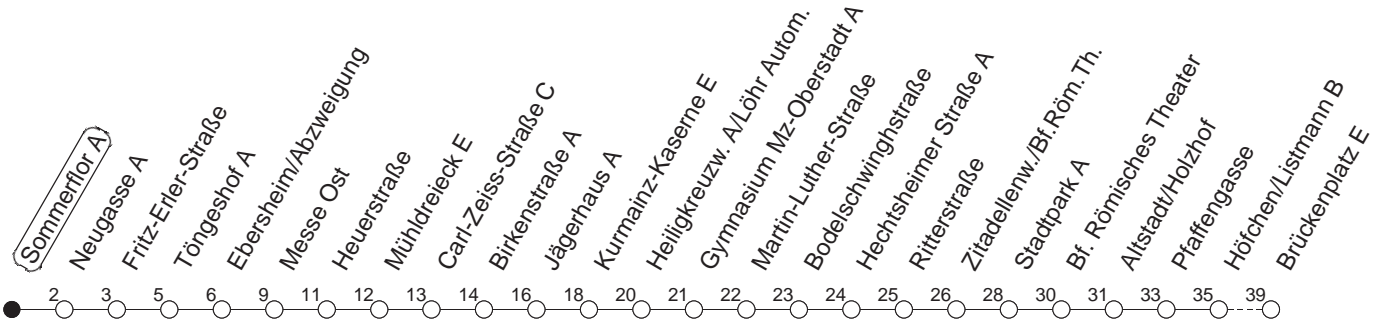 Sommerflor A
Neugasse A
Fritz-Erler-Straße
Töngeshof A
Ebersheim/Abzweigung
Messe Ost
Heuerstraße
Mühldreieck E
Carl-Zeiss-Straße C
Birkenstraße A
Jägerhaus A
Kurmainz-Kaserne E
Heiligkreuzw. A/Löhr Autom.
Gymnasium Mz-Oberstadt A
Martin-Luther-Straße
Bodelschwinghstraße
Hechtsheimer Straße A
Ritterstraße
Zitadellenw./Bf.Röm.Th.
Stadtpark A
Bf. Römisches Theater
Altstadt/Holzhof
Pfaffengasse
Höfchen/Listmann B
Brückenplatz E
2 3 5 6 9 11 12 13 14 16 18 20 21 22 23 24 25 26 28 30 31 33 35 39